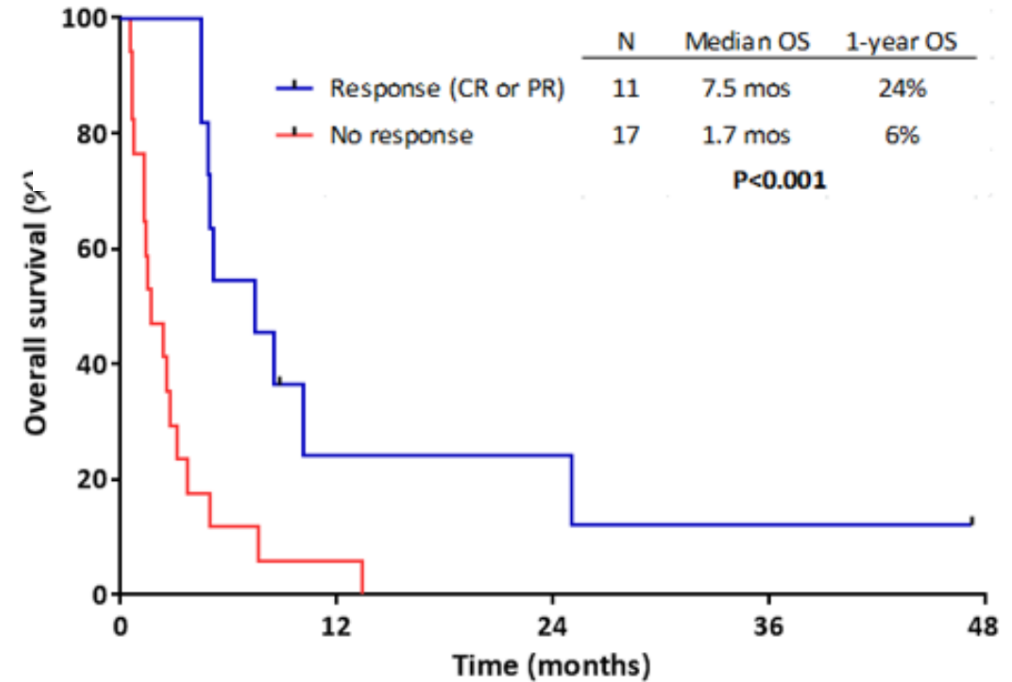 N Median OS 1-year OS
Response (CR or PR) 11 7.5 mos 24%
No response 17 1.7 mos 6%
P<0.001
Overall survival (%)
100
80
60
40
20
0
0 12 24 36 48
Time (months)